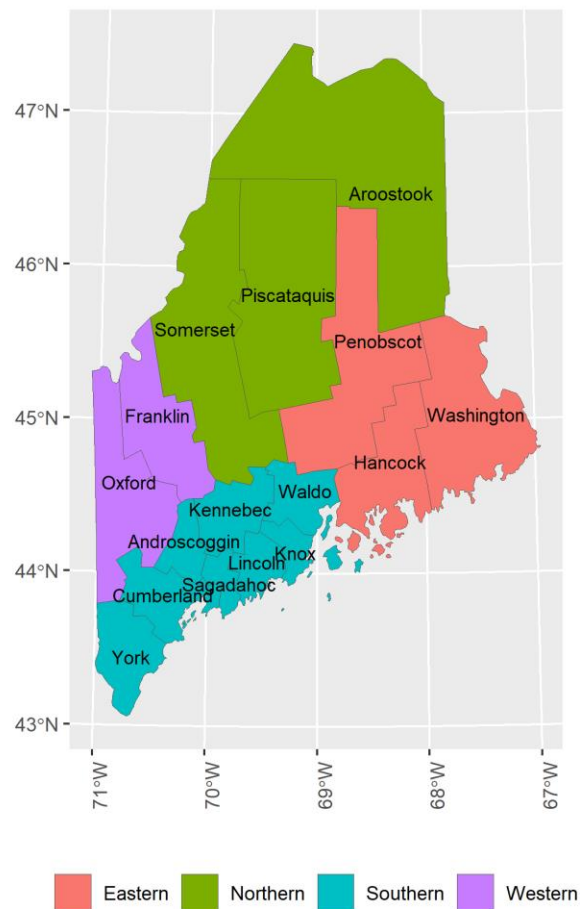 47°N
Aroostook
46°N
Piscataquis
Somerset
Penobscot
45°N
Franklin
Washington
Oxford
Hancock
Waldo
Kennebec
Androscoggin
Knox
Lincoln
44°N
Sagadahoc
Cumberland
York
43°N
71°W
70°W
69°W
68°W
67°W
Eastern Northern Southern Western